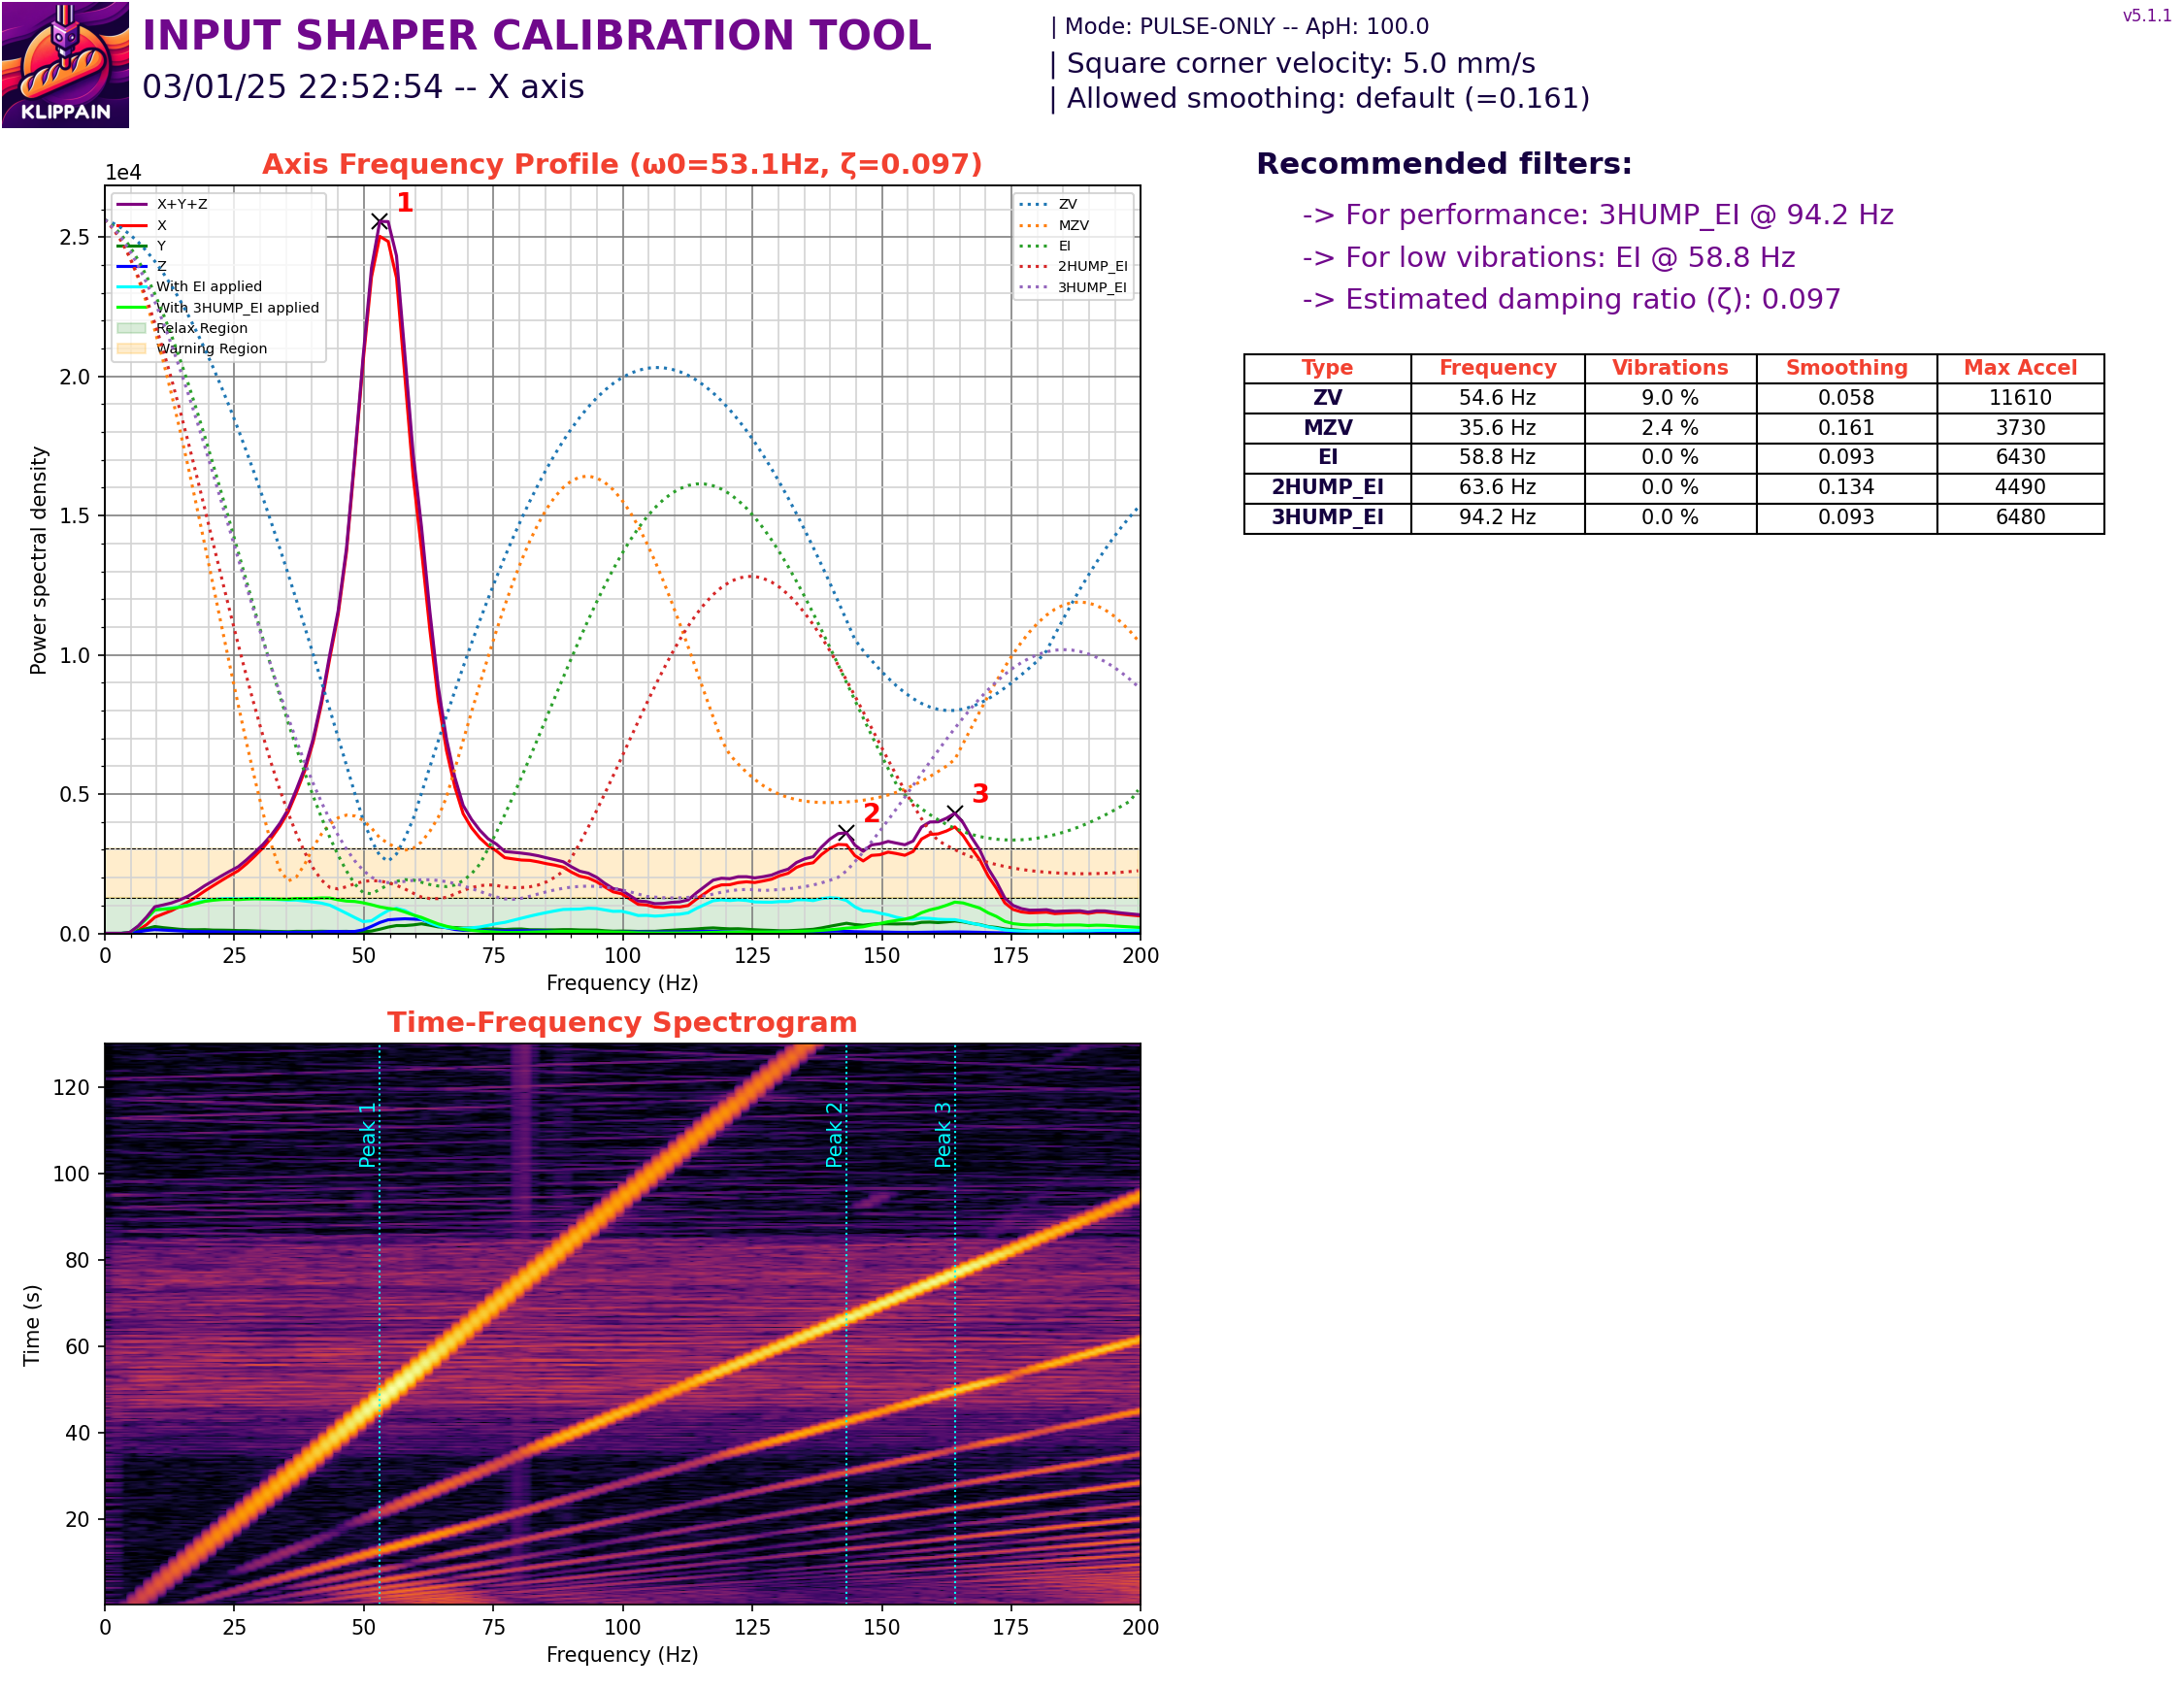 KLIPPAIN
INPUT SHAPER CALIBRATION TOOL
03/01/25 22:52:54 -- X axis
| Mode: PULSE-ONLY -- ApH: 100.0
| Square corner velocity: 5.0 mm/s
| Allowed smoothing: default (=0.161)
v5.1.1
Axis Frequency Profile (ω0=53.1Hz, ζ=0.097)
1e4
X+Y+Z
X
Y
Z
With EI applied
With 3HUMP_EI applied
Relax Region
Warning Region
ZV
MZV
EI
2HUMP_EI
3HUMP_EI
1
2
3
2.5
2.0
1.5
1.0
0.5
0.0
Power spectral density
0 25 50 75 100 125 150 175 200
Frequency (Hz)
Recommended filters:
-> For performance: 3HUMP_EI @ 94.2 Hz
-> For low vibrations: EI @ 58.8 Hz
-> Estimated damping ratio (ζ): 0.097
Type Frequency Vibrations Smoothing Max Accel
ZV 54.6 Hz 9.0 % 0.058 11610
MZV 35.6 Hz 2.4 % 0.161 3730
EI 58.8 Hz 0.0 % 0.093 6430
2HUMP_EI 63.6 Hz 0.0 % 0.134 4490
3HUMP_EI 94.2 Hz 0.0 % 0.093 6480
Time-Frequency Spectrogram
120
100
80
60
40
20
Time (s)
Peak 1
Peak 2
Peak 3
0 25 50 75 100 125 150 175 200
Frequency (Hz)